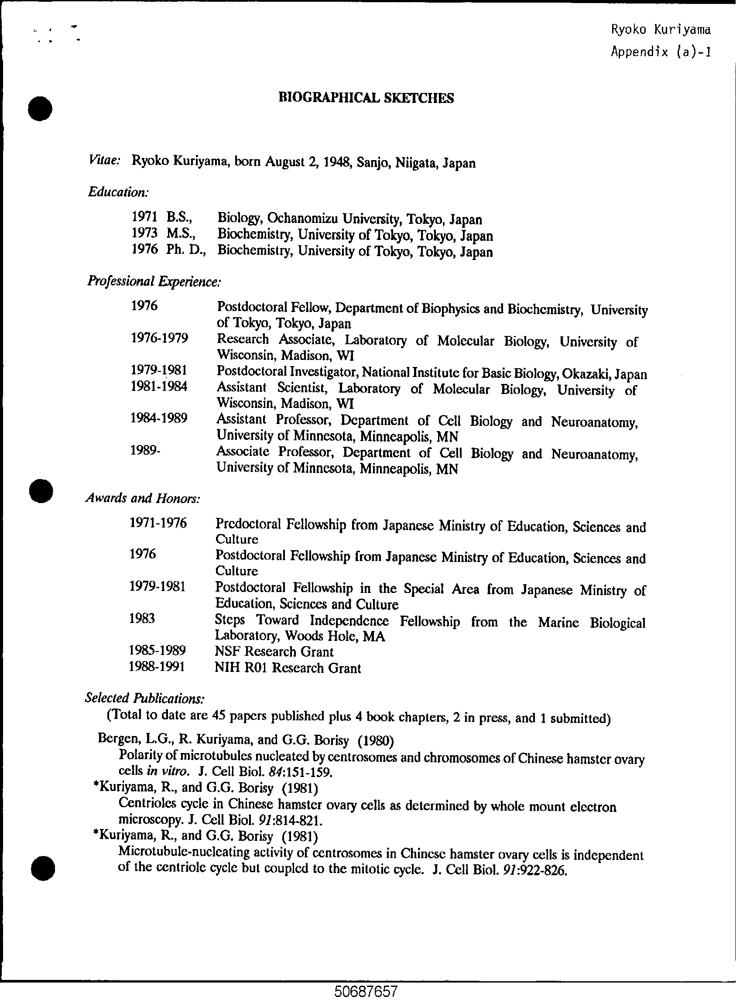 Ryoko Kuriyama
Appendix (a)-1
BIOGRAPHICAL SKETCHES
Vitae: Ryoko Kuriyama, born August 2, 1948, Sanjo, Niigata, Japan
Education:
1971 B.S., Biology, Ochanomizu University, Tokyo, Japan
1973 M.S., Biochemistry, University of Tokyo, Tokyo, Japan
1976 Ph. D., Biochemistry, University of Tokyo, Tokyo, Japan
Professional Experience:
1976 Postdoctoral Fellow, Department of Biophysics and Biochemistry, University
of Tokyo, Tokyo, Japan
1976-1979 Research Associate, Laboratory of Molecular Biology, University of
Wisconsin, Madison, WI
1979-1981 Postdoctoral Investigator, National Institute for Basic Biology, Okazaki, Japan
1981-1984 Assistant Scientist, Laboratory of Molecular Biology, University of
Wisconsin, Madison, WI
1984-1989 Assistant Professor, Department of Cell Biology and Neuroanatomy,
University of Minnesota, Minneapolis, MN
1989- Associate Professor, Department of Cell Biology and Neuroanatomy,
University of Minnesota, Minneapolis, MN
Awards and Honors:
1971-1976 Predoctoral Fellowship from Japanese Ministry of Education, Sciences and
Culture
1976 Postdoctoral Fellowship from Japanese Ministry of Education, Sciences and
Culture
1979-1981 Postdoctoral Fellowship in the Special Area from Japanese Ministry of
Education, Sciences and Culture
1983 Steps Toward Independence Fellowship from the Marine Biological
Laboratory, Woods Hole, MA
1985-1989 NSF Research Grant
1988-1991 NIH R01 Research Grant
Selected Publications:
(Total to date are 45 papers published plus 4 book chapters, 2 in press, and 1 submitted)
Bergen, L.G., R. Kuriyama, and G.G. Borisy (1980)
Polarity of microtubules nucleated by centrosomes and chromosomes of Chinese hamster ovary
cells in vitro. J. Cell Biol. 84:151-159.
*Kuriyama, R., and G.G. Borisy (1981)
Centrioles cycle in Chinese hamster ovary cells as determined by whole mount electron
microscopy. J. Cell Biol. 91:814-821.
*Kuriyama, R., and G.G. Borisy (1981)
Microtubule-nucleating activity of centrosomes in Chinese hamster ovary cells is independent
of the centriole cycle but coupled to the mitotic cycle. J. Cell Biol. 91:922-826.
50687657